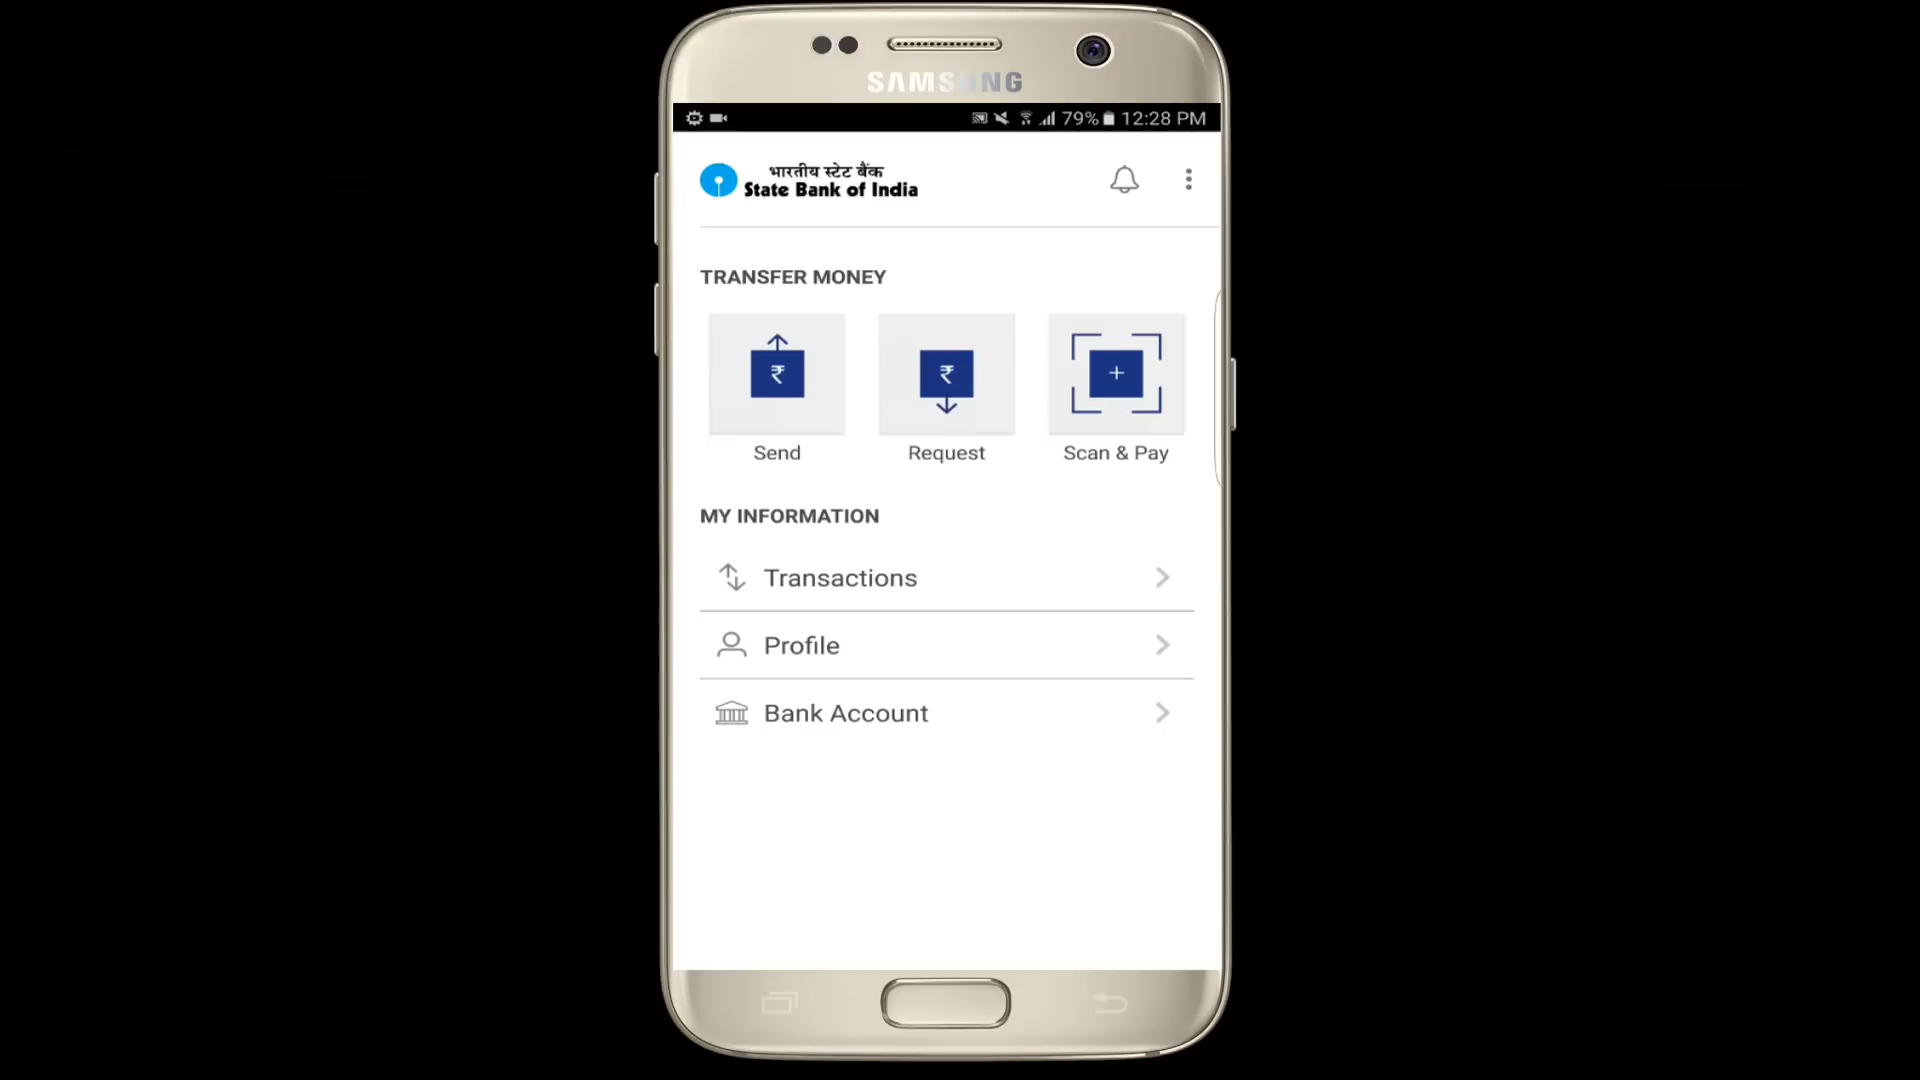 SAMSUNG
79% 12:28 PM
भारतीय स्टेट बैंक
State Bank of India
TRANSFER MONEY
₹
₹
Send
Request
Scan & Pay
MY INFORMATION
Transactions
Profile
Bank Account